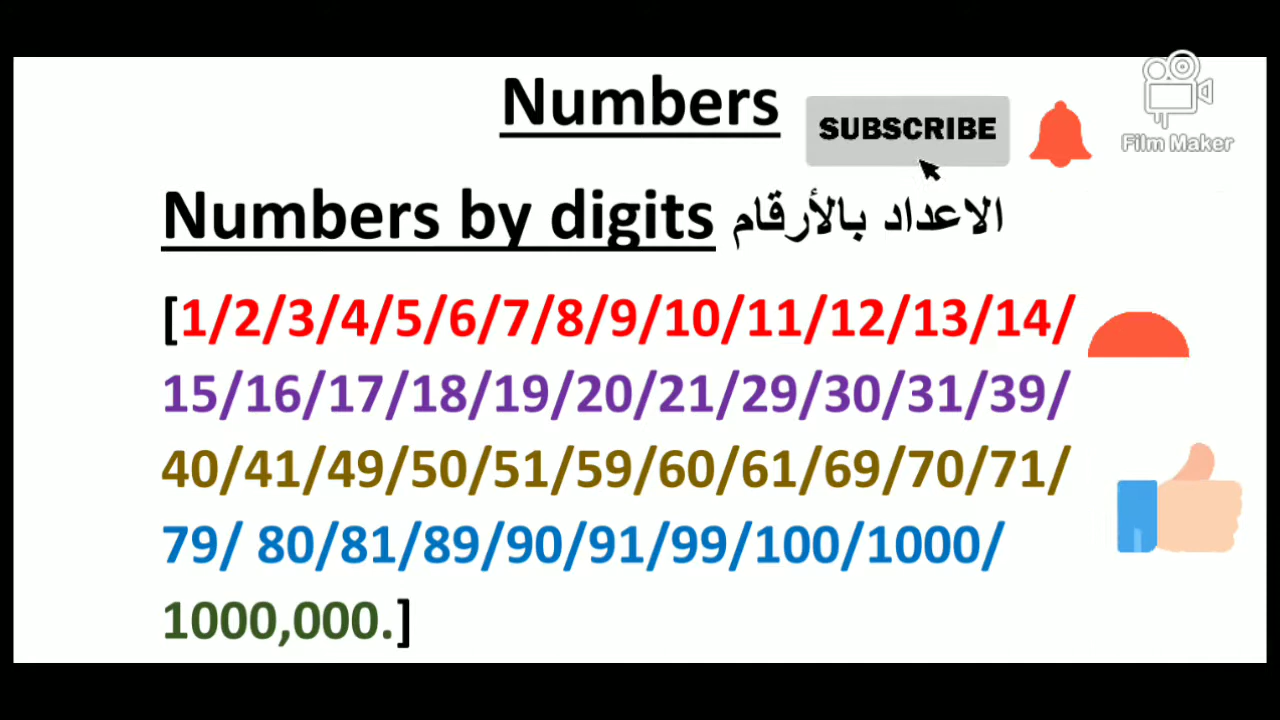 Numbers
SUBSCRIBE
Film Maker
Numbers by digits الاعداد بالأرقام
[1/2/3/4/5/6/7/8/9/10/11/12/13/14/
15/16/17/18/19/20/21/29/30/31/39/
40/41/49/50/51/59/60/61/69/70/71/
79/ 80/81/89/90/91/99/100/1000/
1000,000.]